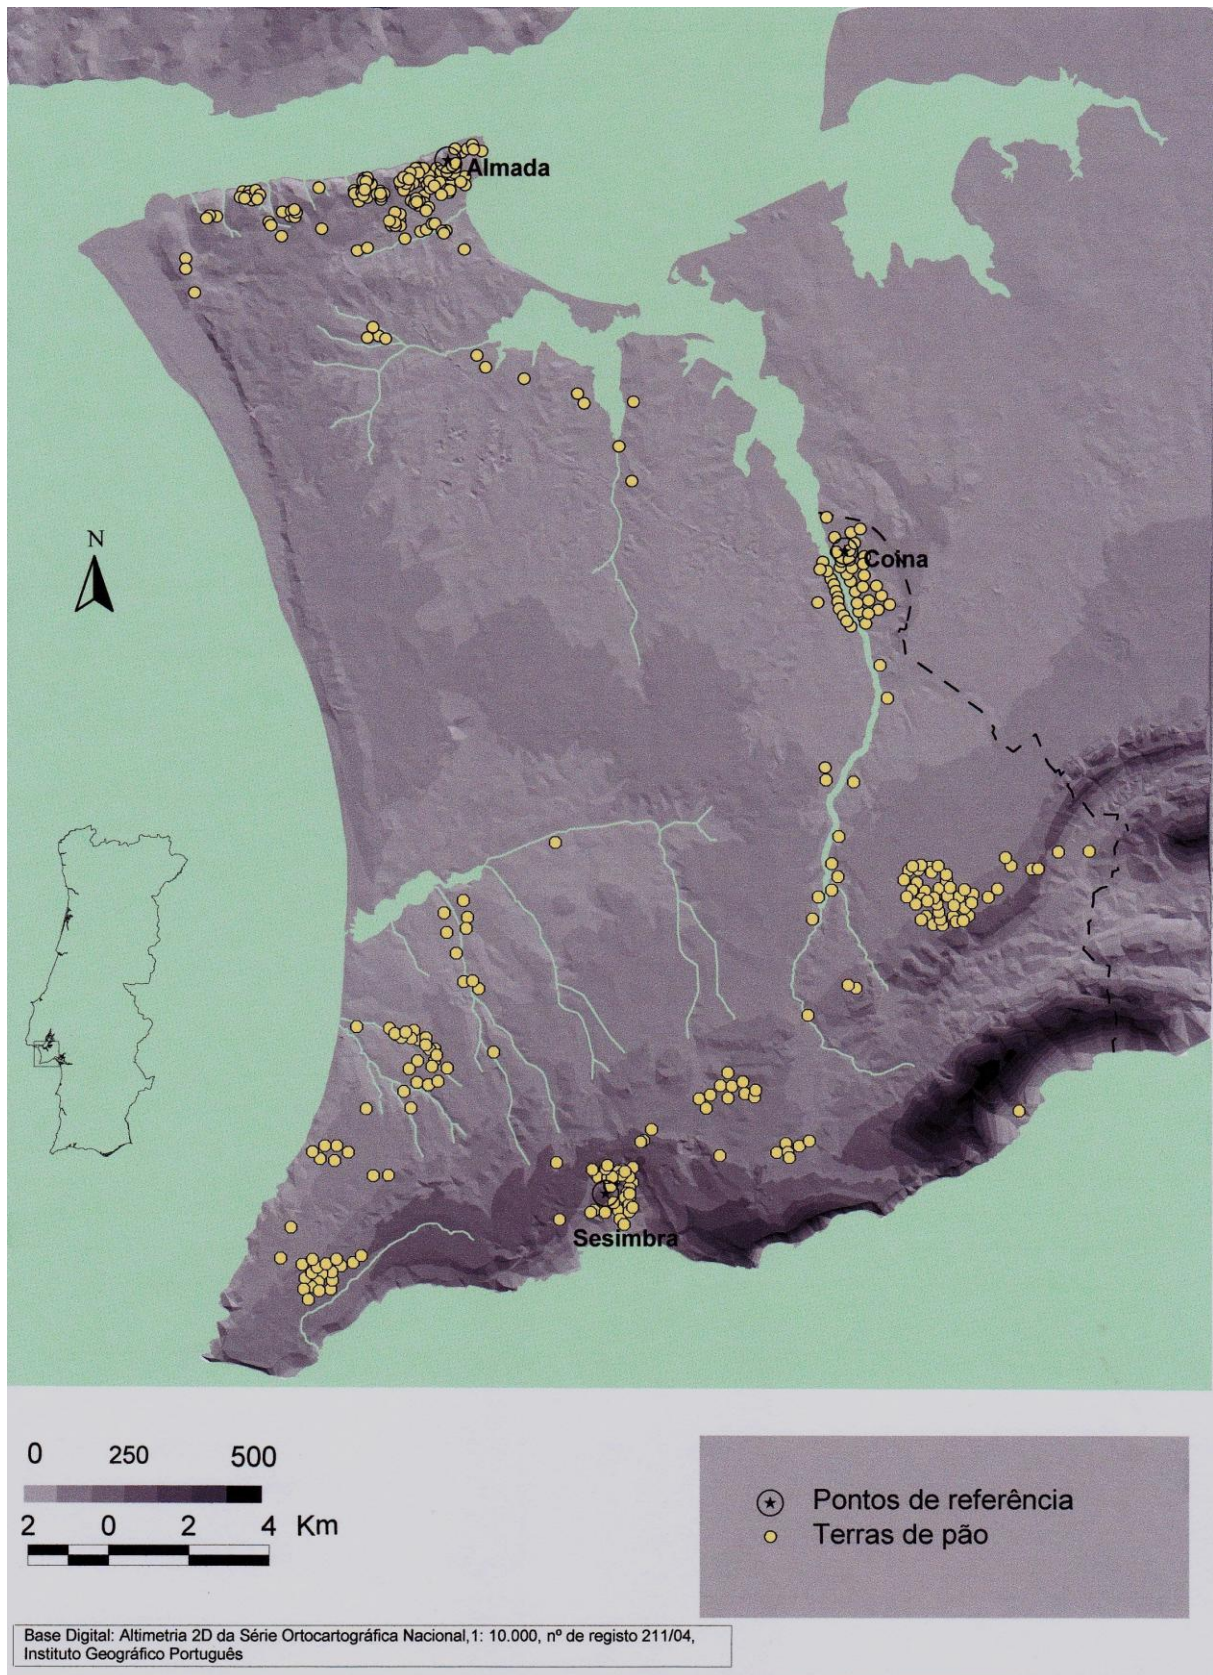 Almada
N
Coina
Sesimbra
0 250 500
2 0 2 4 Km
Pontos de referência
Terras de pão
Base Digital: Altimetria 2D da Série Ortocartográfica Nacional,1: 10.000, nº de registo 211/04,
Instituto Geográfico Português